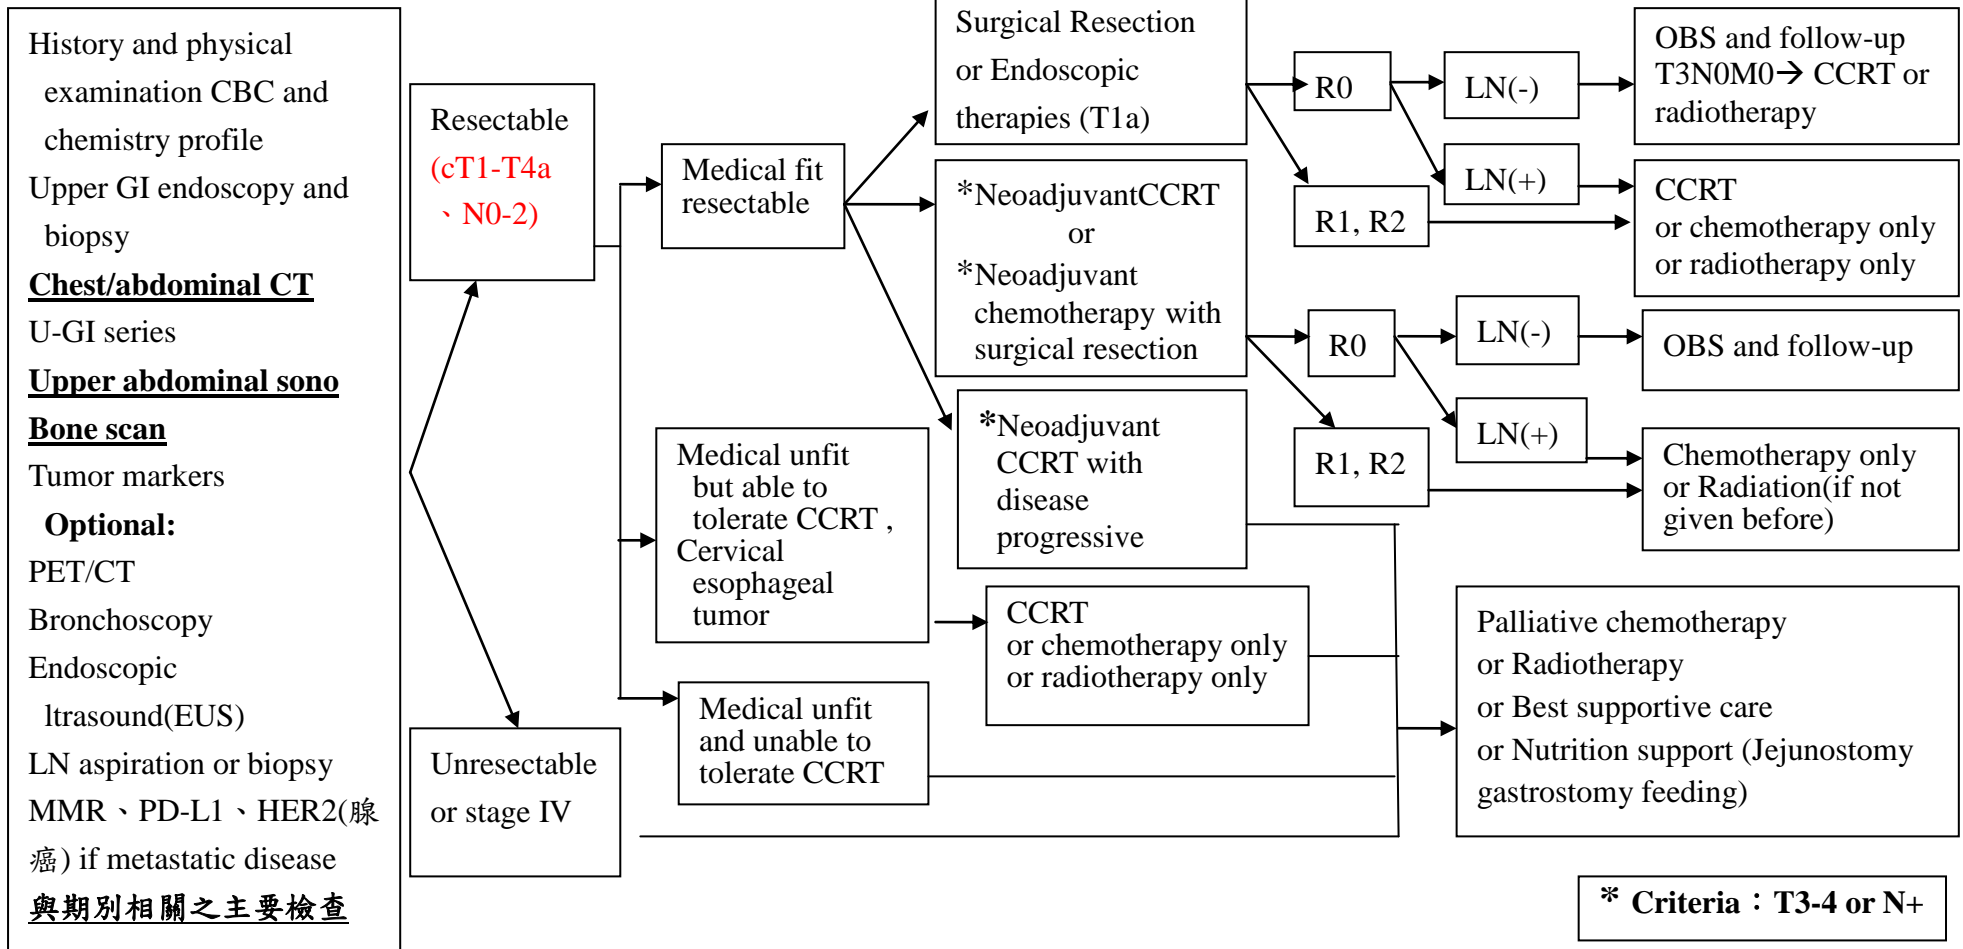 History and physical
examination CBC and
chemistry profile
Upper GI endoscopy and
biopsy
Chest/abdominal CT
U-GI series
Upper abdominal sono
Bone scan
Tumor markers
Optional:
PET/CT
Bronchoscopy
Endoscopic
ltrasound(EUS)
LN aspiration or biopsy
MMR、PD-L1、HER2(腺
癌) if metastatic disease
與期別相關之主要檢查
Resectable
(cT1-T4a
、N0-2)
Unresectable
or stage IV
Medical fit
resectable
Medical unfit
but able to
tolerate CCRT ,
Cervical
esophageal
tumor
Medical unfit
and unable to
tolerate CCRT
Surgical Resection
or Endoscopic
therapies (T1a)
*NeoadjuvantCCRT
or
*Neoadjuvant
chemotherapy with
surgical resection
*Neoadjuvant
CCRT with
disease
progressive
CCRT
or chemotherapy only
or radiotherapy only
R0
R1, R2
LN(-)
LN(+)
R0
R1, R2
LN(-)
LN(+)
OBS and follow-up
T3N0M0→ CCRT or
radiotherapy
CCRT
or chemotherapy only
or radiotherapy only
OBS and follow-up
Chemotherapy only
or Radiation(if not
given before)
Palliative chemotherapy
or Radiotherapy
or Best supportive care
or Nutrition support (Jejunostomy
gastrostomy feeding)
* Criteria：T3-4 or N+